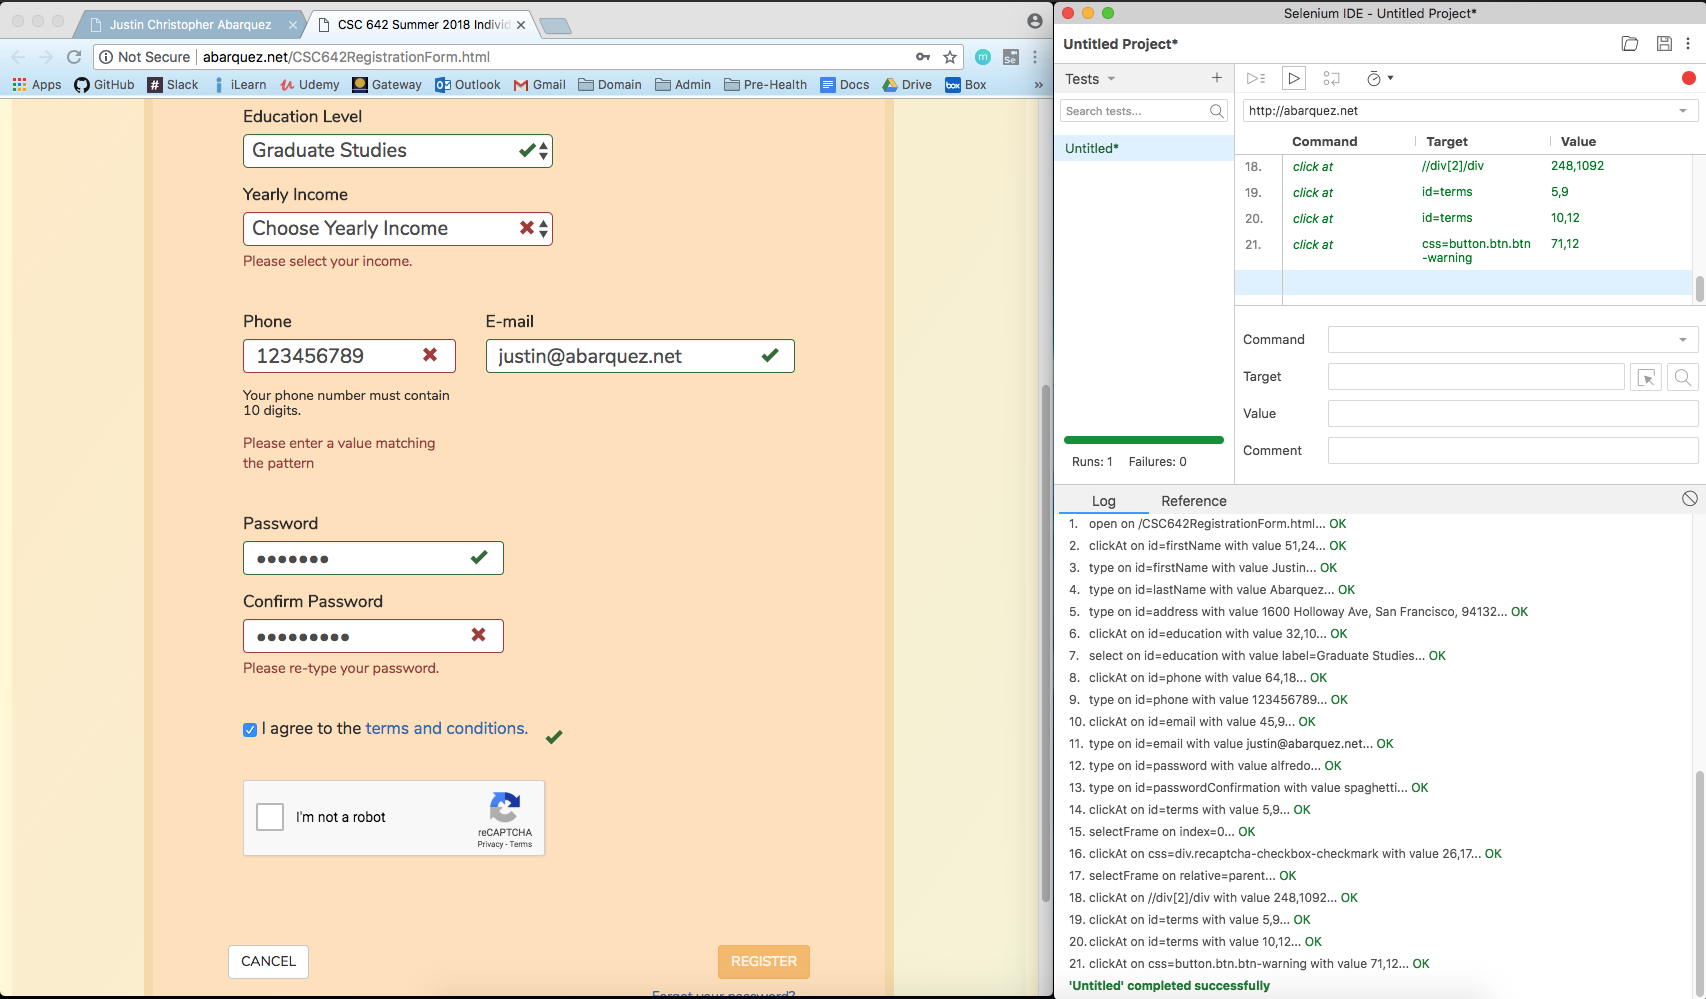 Justin Christopher Abarquez
CSC 642 Summer 2018 Individ
Not Secure
abarquez.net/CSC642RegistrationForm.html
m
Se
Apps
GitHub
Slack
iLearn
Udemy
Gateway
Outlook
Gmail
Domain
Admin
Pre-Health
Docs
Drive
box
Box
»
Education Level
Graduate Studies
Yearly Income
Choose Yearly Income
Please select your income.
Phone
E-mail
123456789
justin@abarquez.net
Your phone number must contain
10 digits.
Please enter a value matching
the pattern
Password
•••••••
Confirm Password
•••••••••
Please re-type your password.
I agree to the terms and conditions.
I'm not a robot
reCAPTCHA
Privacy - Terms
CANCEL
REGISTER
Forgot your password?
Selenium IDE - Untitled Project*
Untitled Project*
Tests
Search tests...
Untitled*
Runs: 1 Failures: 0
http://abarquez.net
Command Target Value
18. click at //div[2]/div 248,1092
19. click at id=terms 5,9
20. click at id=terms 10,12
21. click at css=button.btn.btn 71,12
-warning
Command
Target
Value
Comment
Log Reference
1. open on /CSC642RegistrationForm.html... OK
2. clickAt on id=firstName with value 51,24... OK
3. type on id=firstName with value Justin... OK
4. type on id=lastName with value Abarquez... OK
5. type on id=address with value 1600 Holloway Ave, San Francisco, 94132... OK
6. clickAt on id=education with value 32,10... OK
7. select on id=education with value label=Graduate Studies... OK
8. clickAt on id=phone with value 64,18... OK
9. type on id=phone with value 123456789... OK
10. clickAt on id=email with value 45,9... OK
11. type on id=email with value justin@abarquez.net... OK
12. type on id=password with value alfredo... OK
13. type on id=passwordConfirmation with value spaghetti... OK
14. clickAt on id=terms with value 5,9... OK
15. selectFrame on index=0... OK
16. clickAt on css=div.recaptcha-checkbox-checkmark with value 26,17... OK
17. selectFrame on relative=parent... OK
18. clickAt on //div[2]/div with value 248,1092... OK
19. clickAt on id=terms with value 5,9... OK
20. clickAt on id=terms with value 10,12... OK
21. clickAt on css=button.btn.btn-warning with value 71,12... OK
'Untitled' completed successfully